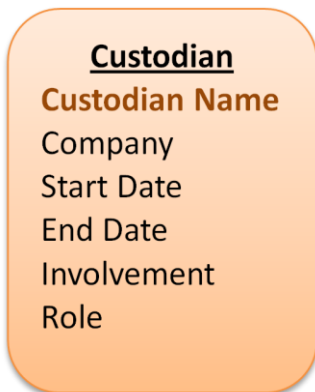 Custodian
Custodian Name
Company
Start Date
End Date
Involvement
Role